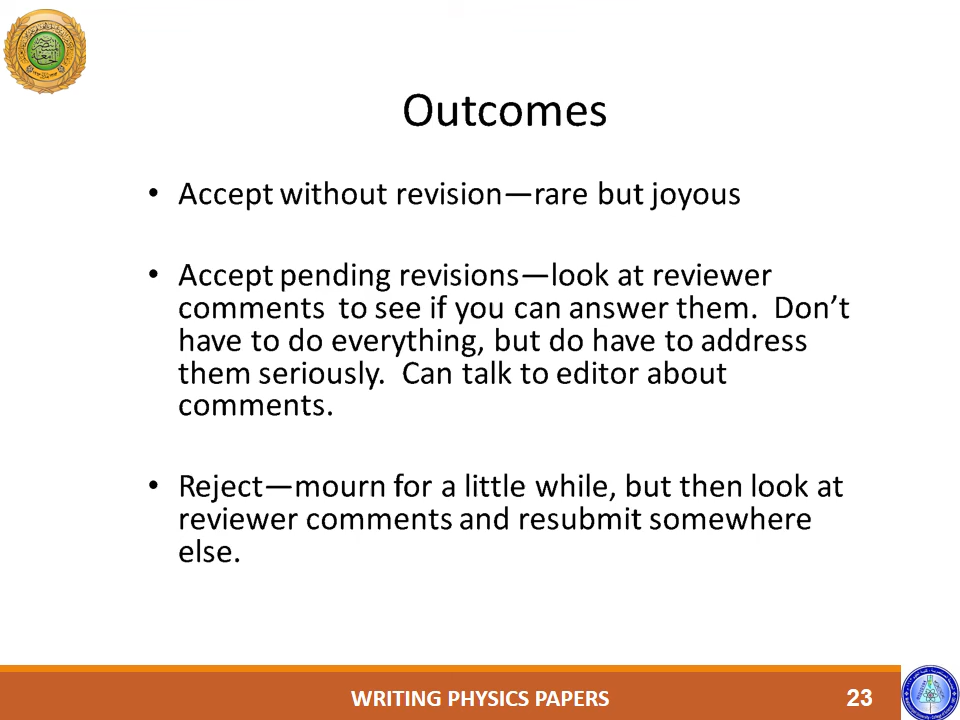 Outcomes
• Accept without revision—rare but joyous
• Accept pending revisions—look at reviewer
comments  to see if you can answer them.  Don’t
have to do everything, but do have to address
them seriously.  Can talk to editor about
comments.
• Reject—mourn for a little while, but then look at
reviewer comments and resubmit somewhere
else.
WRITING PHYSICS PAPERS
23